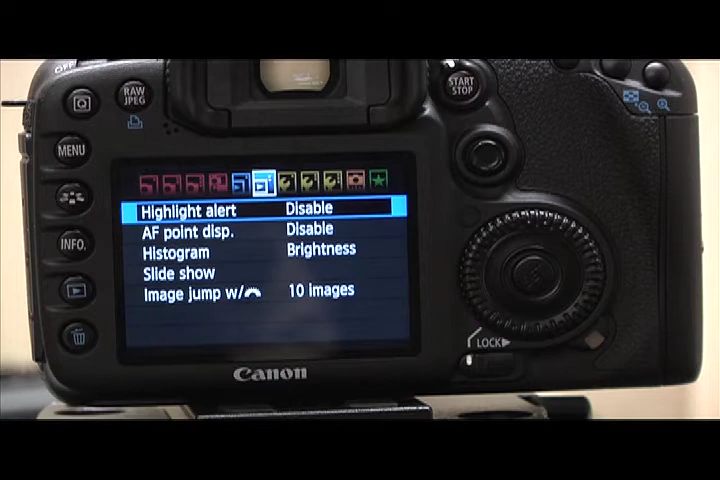 OFF
RAW
JPEG
START
STOP
MENU
INFO.
Highlight alert Disable
AF point disp. Disable
Histogram Brightness
Slide show
Image jump w/ 10 images
SET
LOCK
Canon